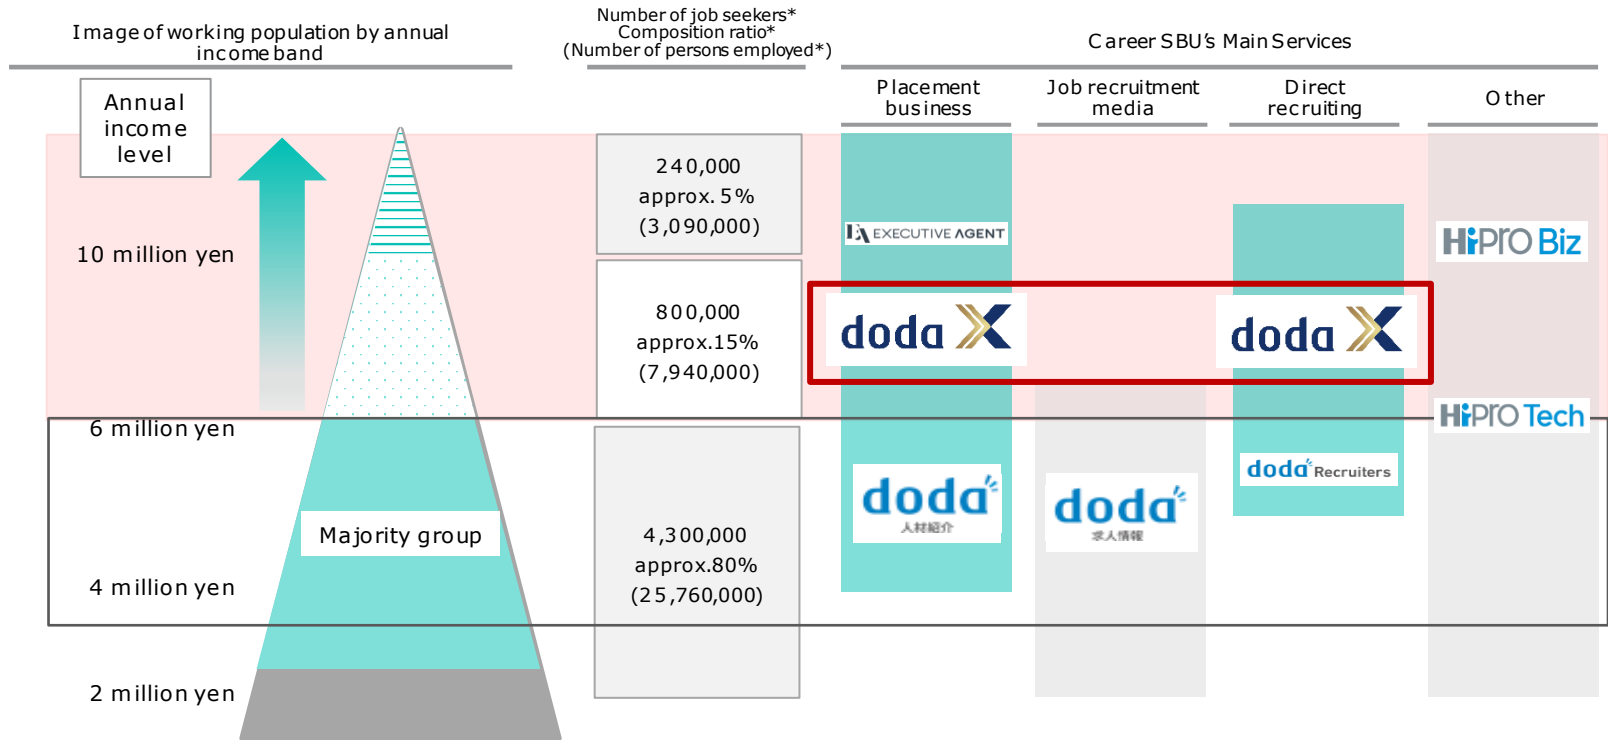 Image of working population by annual
income band
Number of job seekers*
Composition ratio*
(Number of persons employed*)
Career SBU's Main Services
Placement
business
Job recruitment
media
Direct
recruiting
Other
Annual
income
level
10 million yen
6 million yen
4 million yen
2 million yen
Majority group
240,000
approx. 5%
(3,090,000)
800,000
approx.15%
(7,940,000)
4,300,000
approx.80%
(25,760,000)
EXECUTIVE AGENT
doda X
doda
人材紹介
doda
求人情報
doda X
doda Recruiters
HiPRO Biz
HiPRO Tech